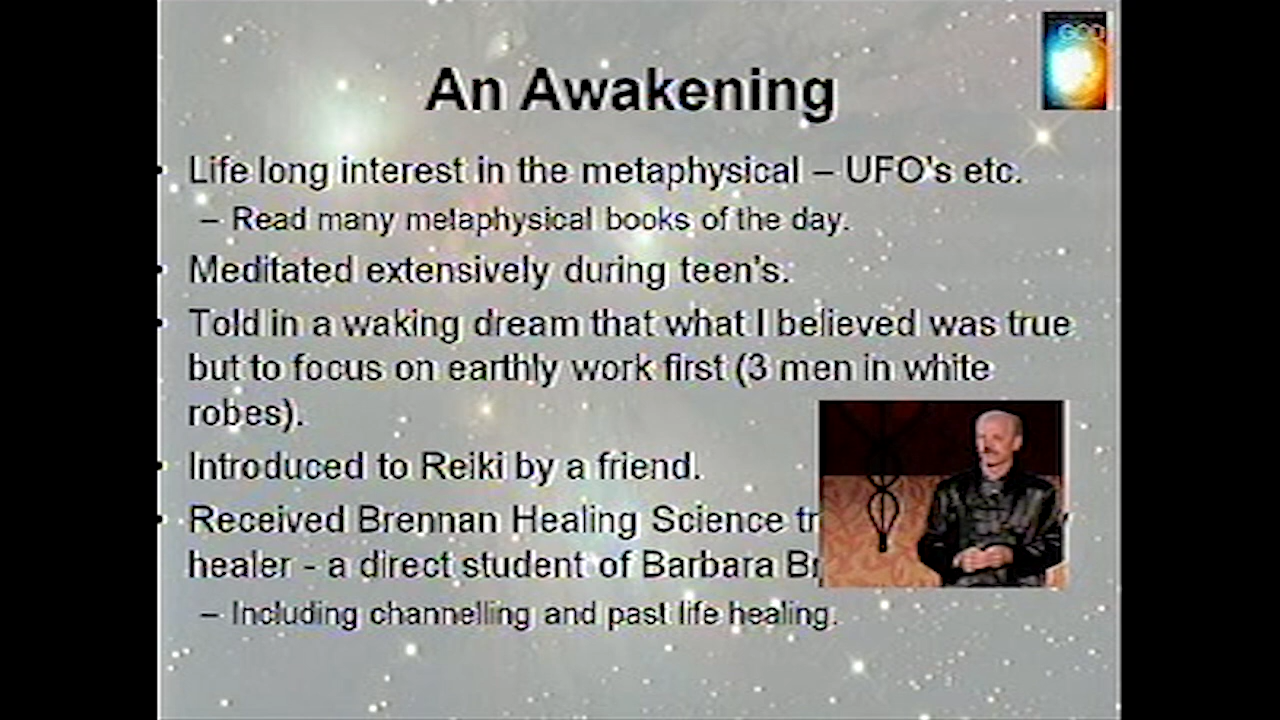 GOD
An Awakening
• Life long interest in the metaphysical – UFO's etc.
– Read many metaphysical books of the day.
• Meditated extensively during teen's.
• Told in a waking dream that what I believed was true
but to focus on earthly work first (3 men in white
robes).
• Introduced to Reiki by a friend.
• Received Brennan Healing Science
healer - a direct student of Barbara
– Including channelling and past life healing.